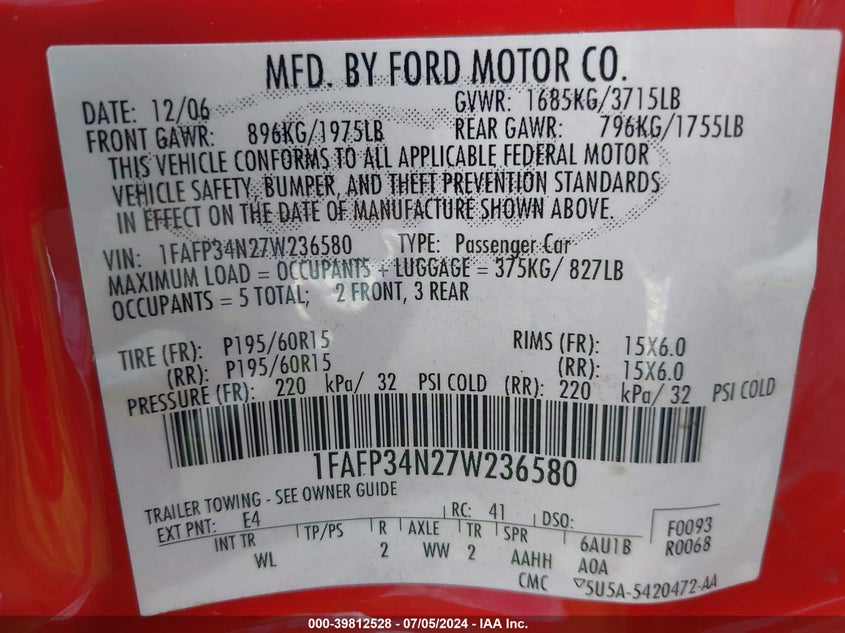 MFD. BY FORD MOTOR CO.
DATE: 12/06 GVWR: 1685KG/3715LB
FRONT GAWR: 896KG/1975LB REAR GAWR: 796KG/1755LB
THIS VEHICLE CONFORMS TO ALL APPLICABLE FEDERAL MOTOR
VEHICLE SAFETY, BUMPER, AND THEFT PREVENTION STANDARDS
IN EFFECT ON THE DATE OF MANUFACTURE SHOWN ABOVE.
VIN: 1FAFP34N27W236580 TYPE: Passenger Car
MAXIMUM LOAD = OCCUPANTS + LUGGAGE = 375KG/ 827LB
OCCUPANTS = 5 TOTAL; 2 FRONT, 3 REAR
TIRE (FR): P195/60R15 RIMS (FR): 15X6.0
(RR): P195/60R15 (RR): 15X6.0
PRESSURE (FR): 220 kPa/ 32 PSI COLD (RR): 220 kPa/ 32 PSI COLD
1FAFP34N27W236580
TRAILER TOWING - SEE OWNER GUIDE
EXT PNT: E4 RC: 41 DSO: F0093
INT TR TP/PS R AXLE TR SPR 6AU1B R0068
WL 2 WW 2 AAHH A0A
CMC 5U5A-5420472-AA
000-39812528 - 07/05/2024 - IAA Inc.